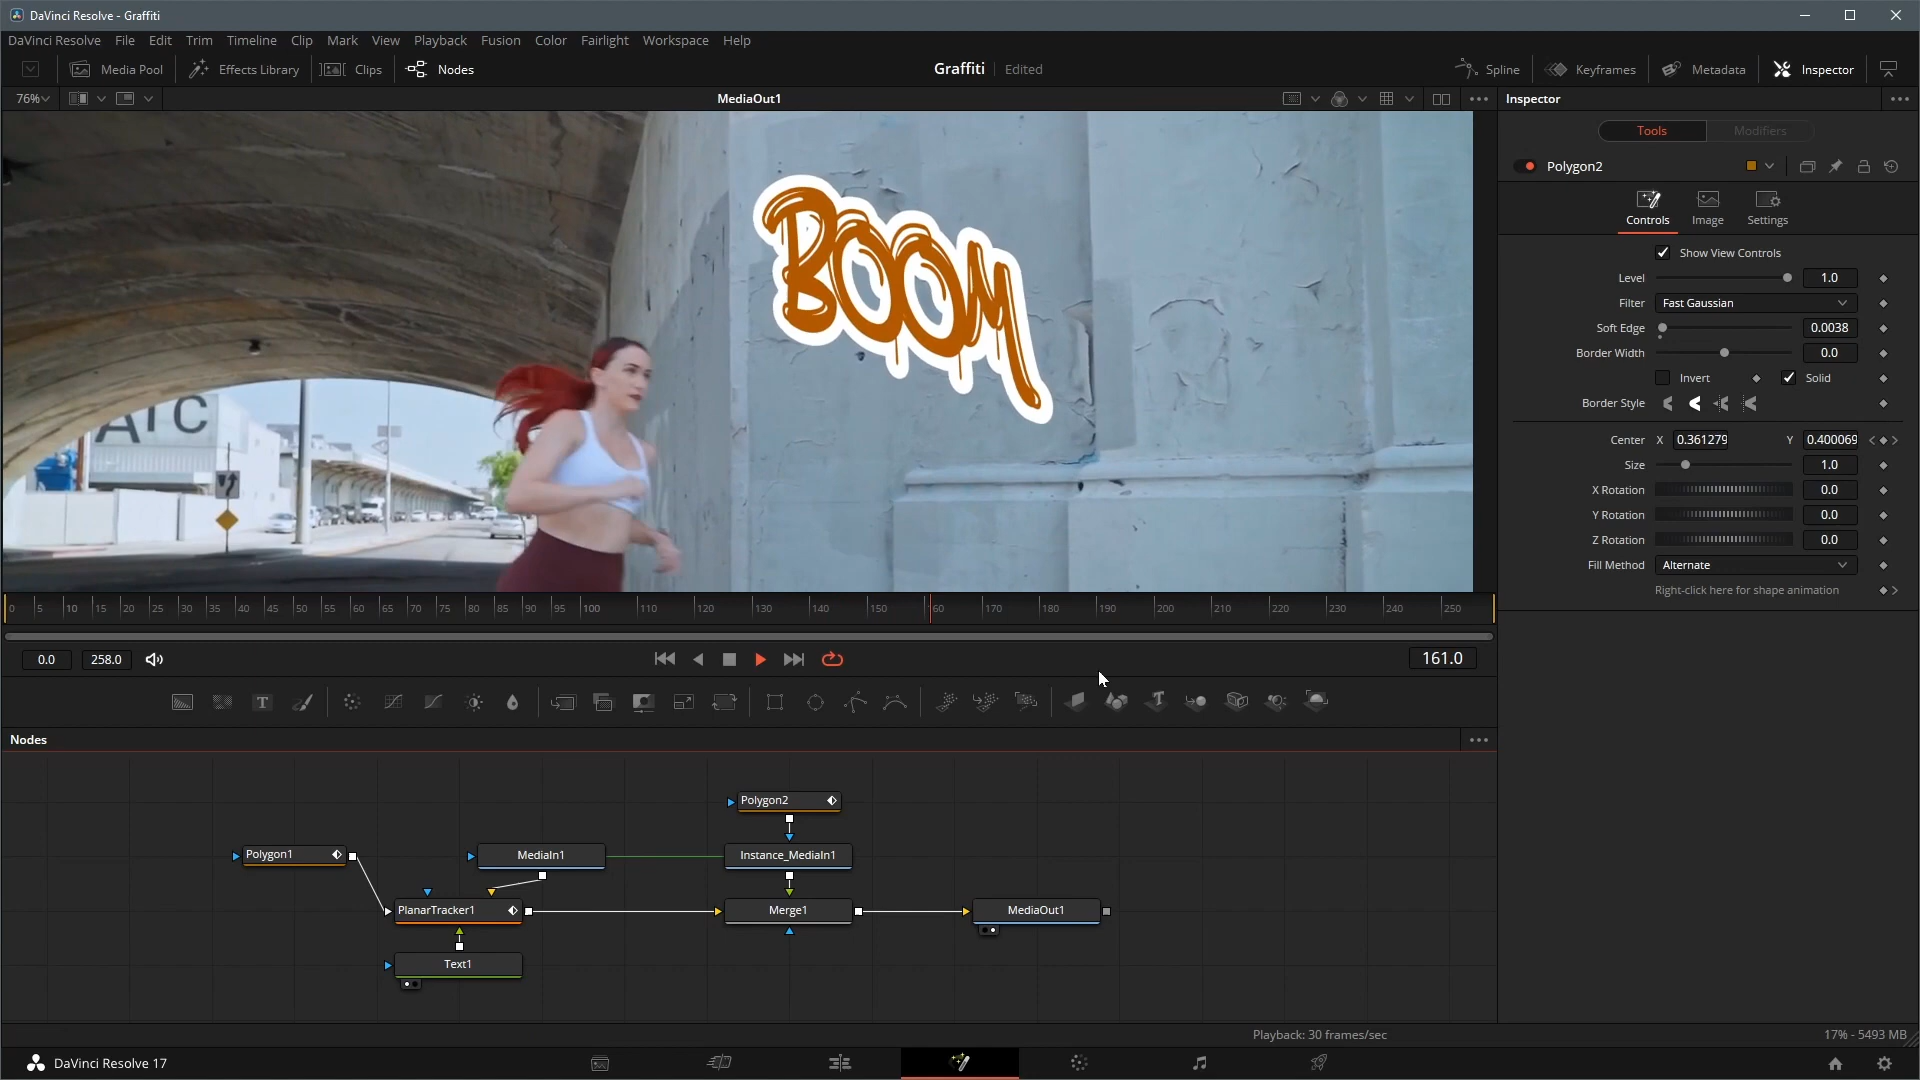 DaVinci Resolve - Graffiti
DaVinci Resolve File Edit Trim Timeline Clip Mark View Playback Fusion Color Fairlight Workspace Help
Media Pool Effects Library Clips Nodes Graffiti Edited Spline Keyframes Metadata Inspector
76% MediaOut1 Inspector
Tools Modifiers
Polygon2
Controls Image Settings
Show View Controls
Level 1.0
Filter Fast Gaussian
Soft Edge 0.0038
Border Width 0.0
Invert Solid
Border Style
Center X 0.361279 Y 0.400069
Size 1.0
X Rotation 0.0
Y Rotation 0.0
Z Rotation 0.0
Fill Method Alternate
Right-click here for shape animation
BOOM
ATC
0 5 10 15 20 25 30 35 40 45 50 55 60 65 70 75 80 85 90 95 100 110 120 130 140 150 60 170 180 190 200 210 220 230 240 250
0.0 258.0 161.0
Nodes
Polygon2
Polygon1 MediaIn1 Instance_MediaIn1
PlanarTracker1 Merge1 MediaOut1
Text1
Playback: 30 frames/sec 17% - 5493 MB
DaVinci Resolve 17